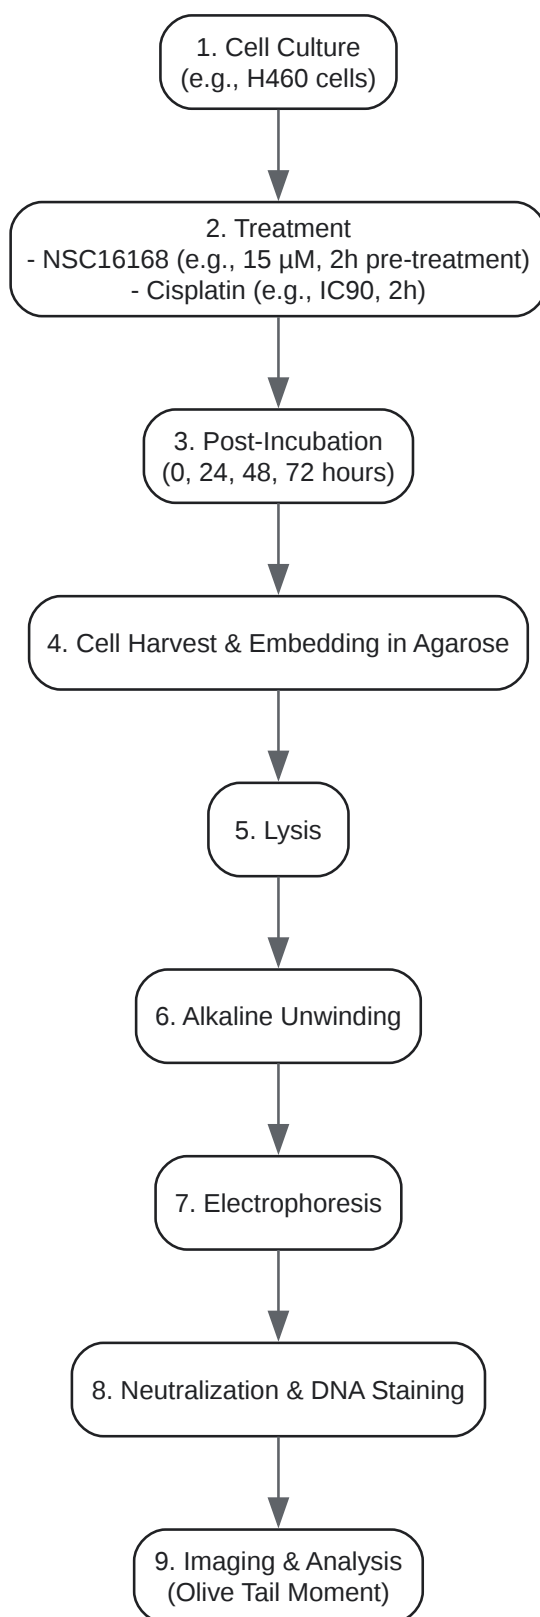 1. Cell Culture
(e.g., H460 cells)
2. Treatment
- NSC16168 (e.g., 15 µM, 2h pre-treatment)
- Cisplatin (e.g., IC90, 2h)
3. Post-Incubation
(0, 24, 48, 72 hours)
4. Cell Harvest & Embedding in Agarose
5. Lysis
6. Alkaline Unwinding
7. Electrophoresis
8. Neutralization & DNA Staining
9. Imaging & Analysis
(Olive Tail Moment)